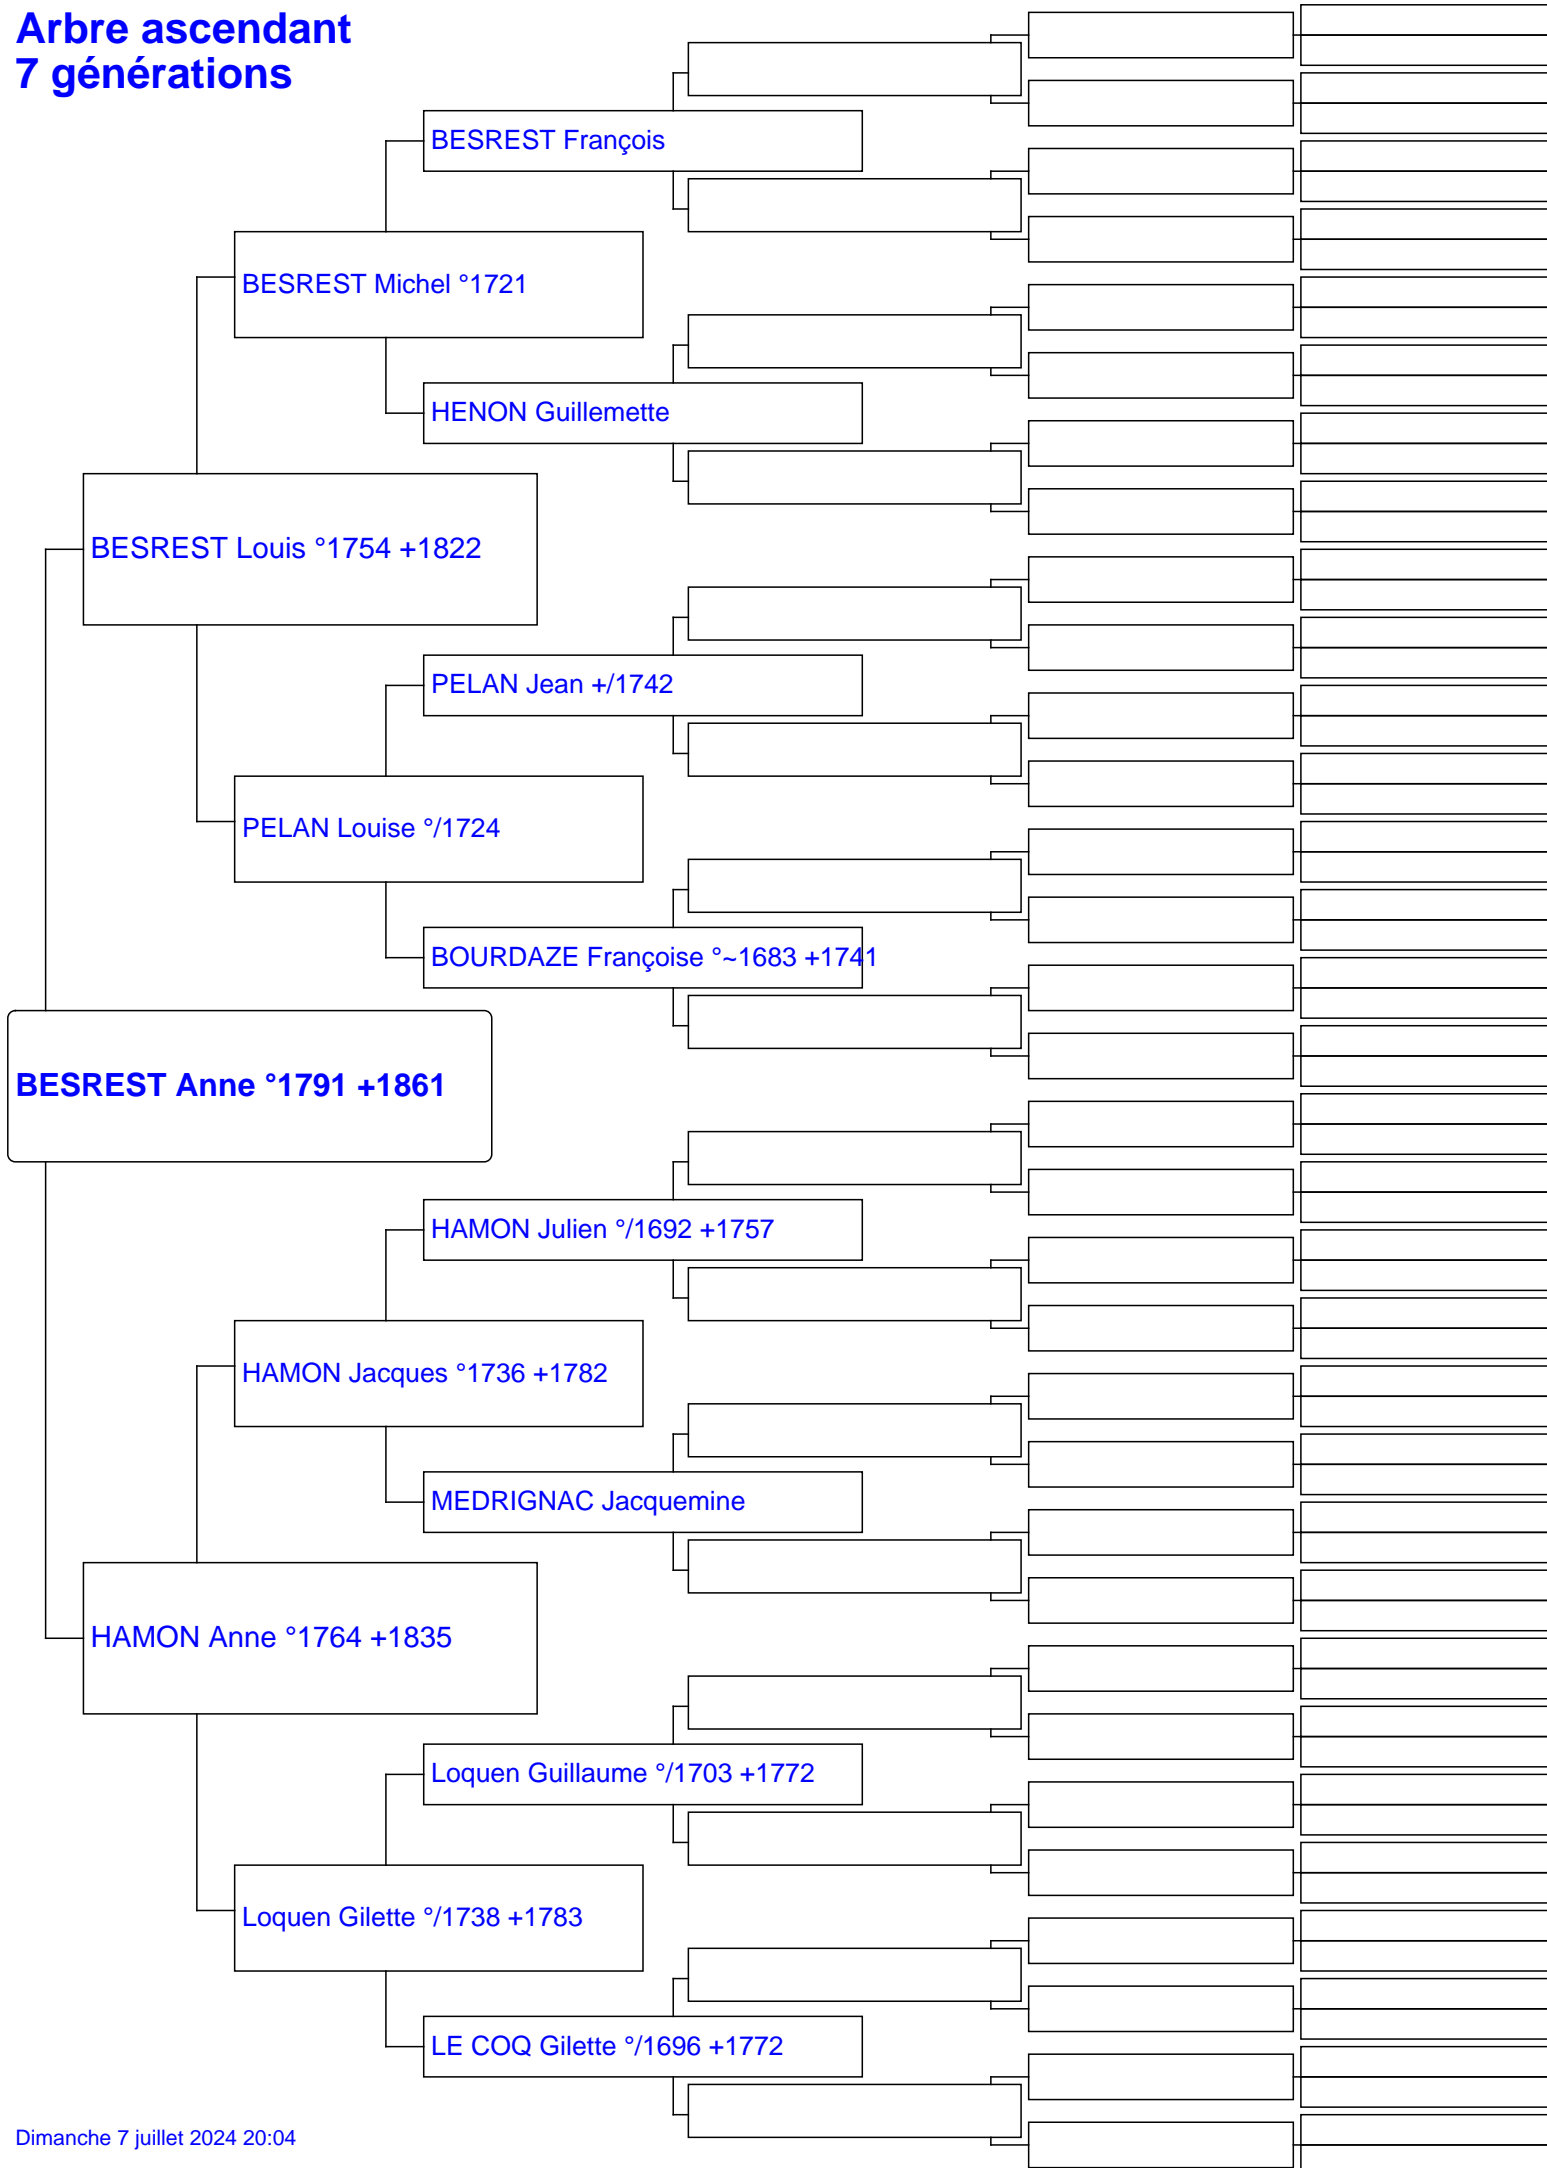 Arbre ascendant
7 générations
BESREST François
BESREST Michel °1721
HENON Guillemette
BESREST Louis °1754 +1822
PELAN Jean +/1742
PELAN Louise °/1724
BOURDAZE Françoise °~1683 +1741
BESREST Anne °1791 +1861
HAMON Julien °/1692 +1757
HAMON Jacques °1736 +1782
MEDRIGNAC Jacquemine
HAMON Anne °1764 +1835
Loquen Guillaume °/1703 +1772
Loquen Gilette °/1738 +1783
LE COQ Gilette °/1696 +1772
Dimanche 7 juillet 2024 20:04